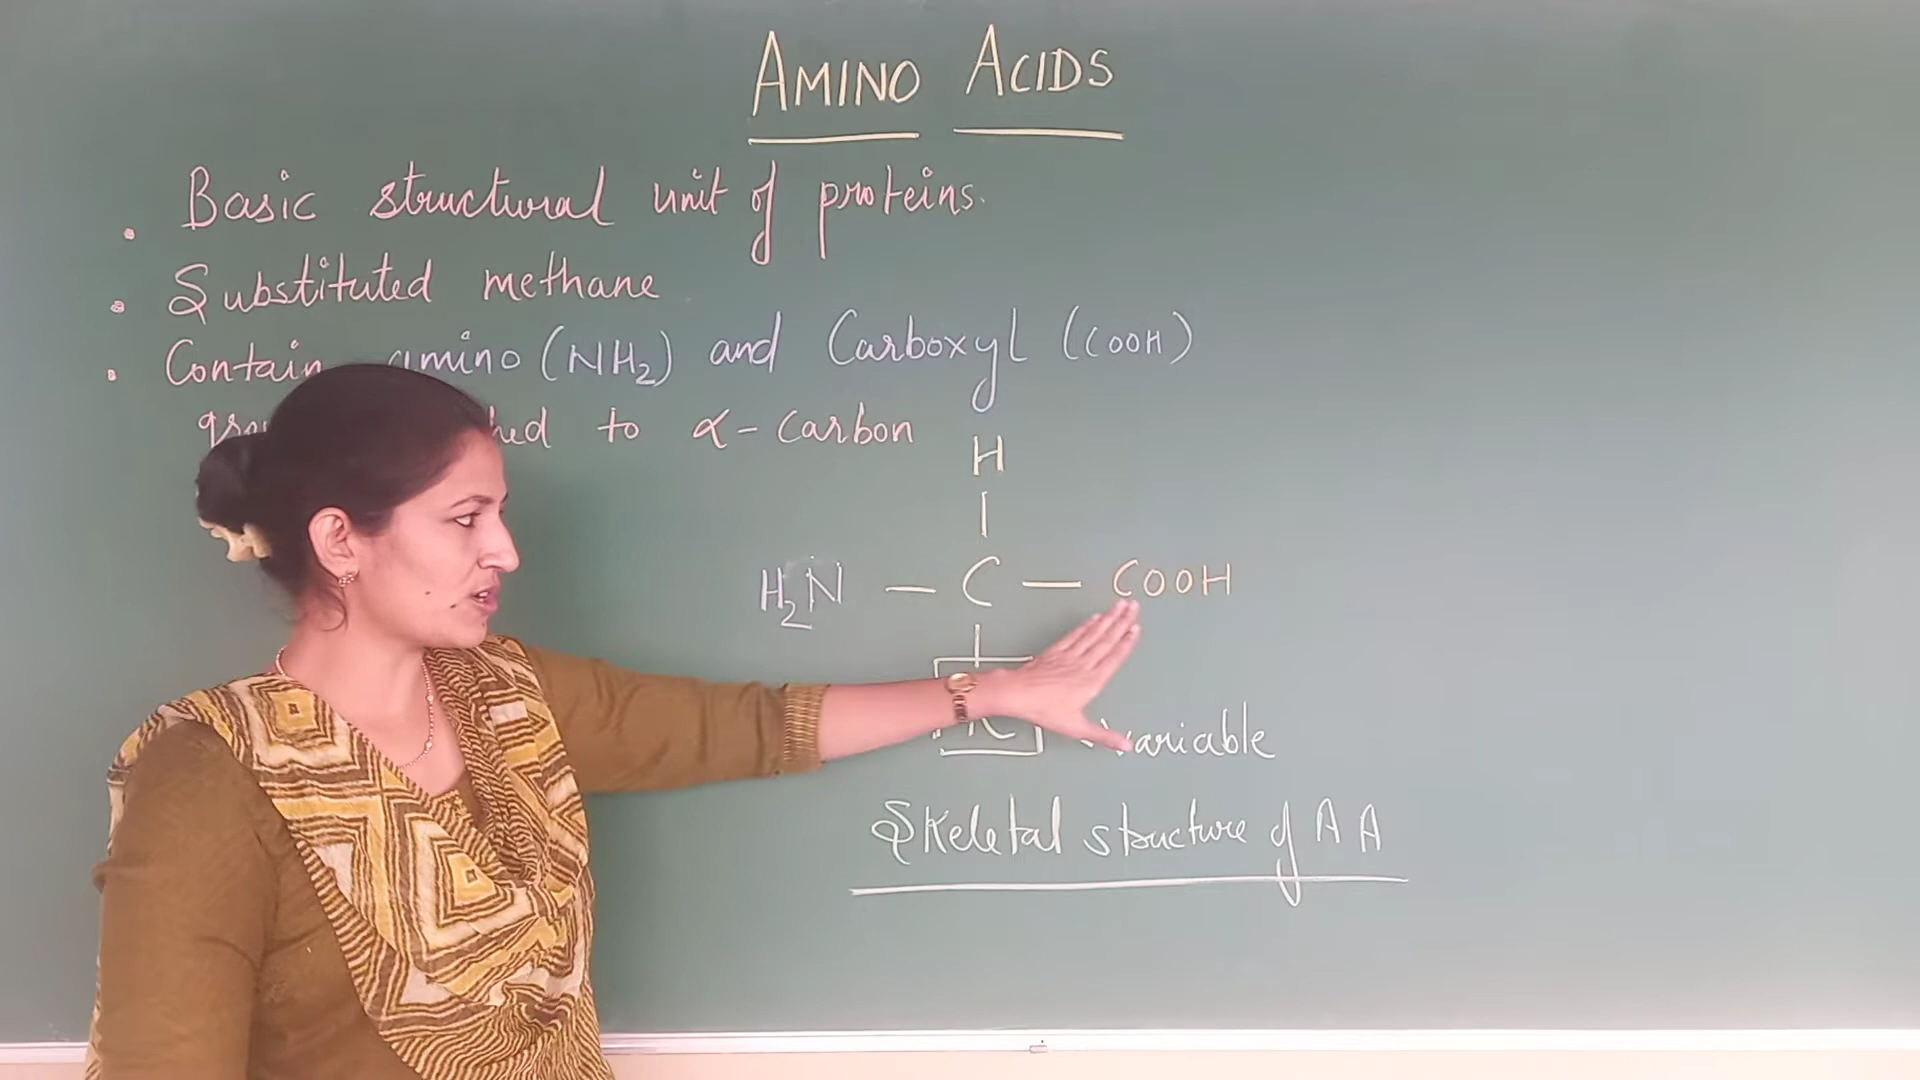 AMINO ACIDS
. Basic structural unit of proteins.
. Substituted methane
. Contain amino (NH2) and Carboxyl (COOH)
to α-carbon
H
H2N — C — COOH
variable
Skeletal structure of A A